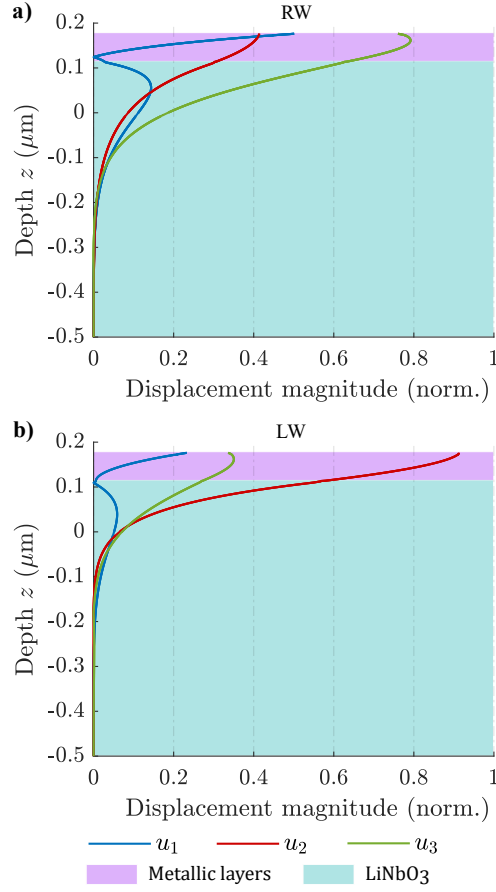 a)
RW
0.2
0.1
0
-0.1
-0.2
-0.3
-0.4
-0.5
Depth z (μm)
0 0.2 0.4 0.6 0.8 1
Displacement magnitude (norm.)
b)
LW
0.2
0.1
0
-0.1
-0.2
-0.3
-0.4
-0.5
Depth z (μm)
0 0.2 0.4 0.6 0.8 1
Displacement magnitude (norm.)
u1 u2 u3
Metallic layers LiNbO3